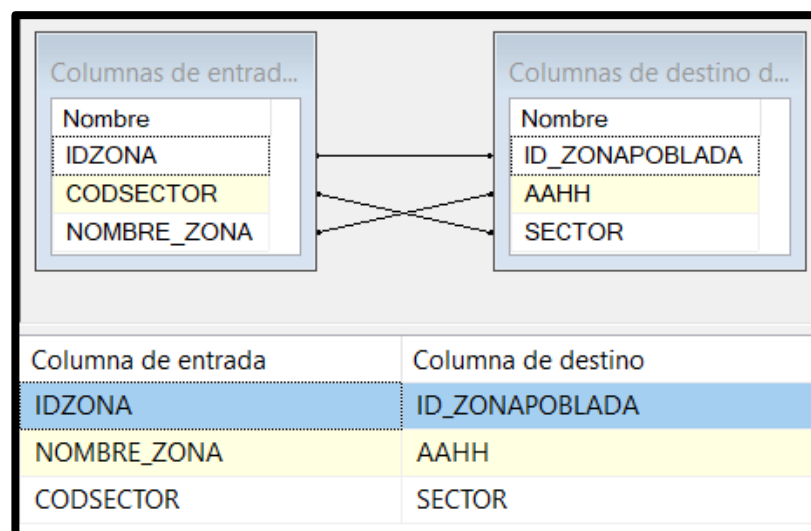 Columnas de entrad...
Nombre
IDZONA
CODSECTOR
NOMBRE_ZONA
Columnas de destino d...
Nombre
ID_ZONAPOBLADA
AAHH
SECTOR
Columna de entrada Columna de destino
IDZONA ID_ZONAPOBLADA
NOMBRE_ZONA AAHH
CODSECTOR SECTOR